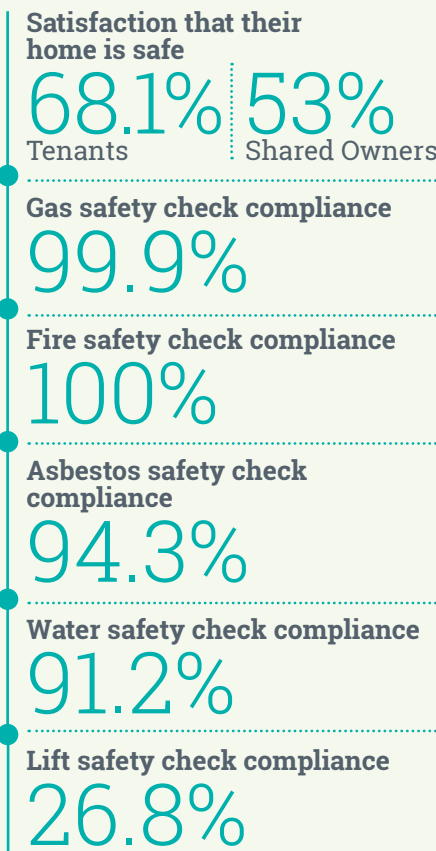 Satisfaction that their
home is safe
68.1% 53%
Tenants Shared Owners
Gas safety check compliance
99.9%
Fire safety check compliance
100%
Asbestos safety check
compliance
94.3%
Water safety check compliance
91.2%
Lift safety check compliance
26.8%